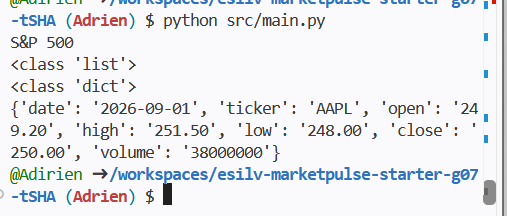 @Adirien ➜/workspaces/esilv-marketpulse-starter-g07
-tSHA (Adrien) $ python src/main.py
S&P 500
<class 'list'>
<class 'dict'>
{'date': '2026-09-01', 'ticker': 'AAPL', 'open': '24
9.20', 'high': '251.50', 'low': '248.00', 'close': '
250.00', 'volume': '38000000'}
@Adirien ➜/workspaces/esilv-marketpulse-starter-g07
-tSHA (Adrien) $